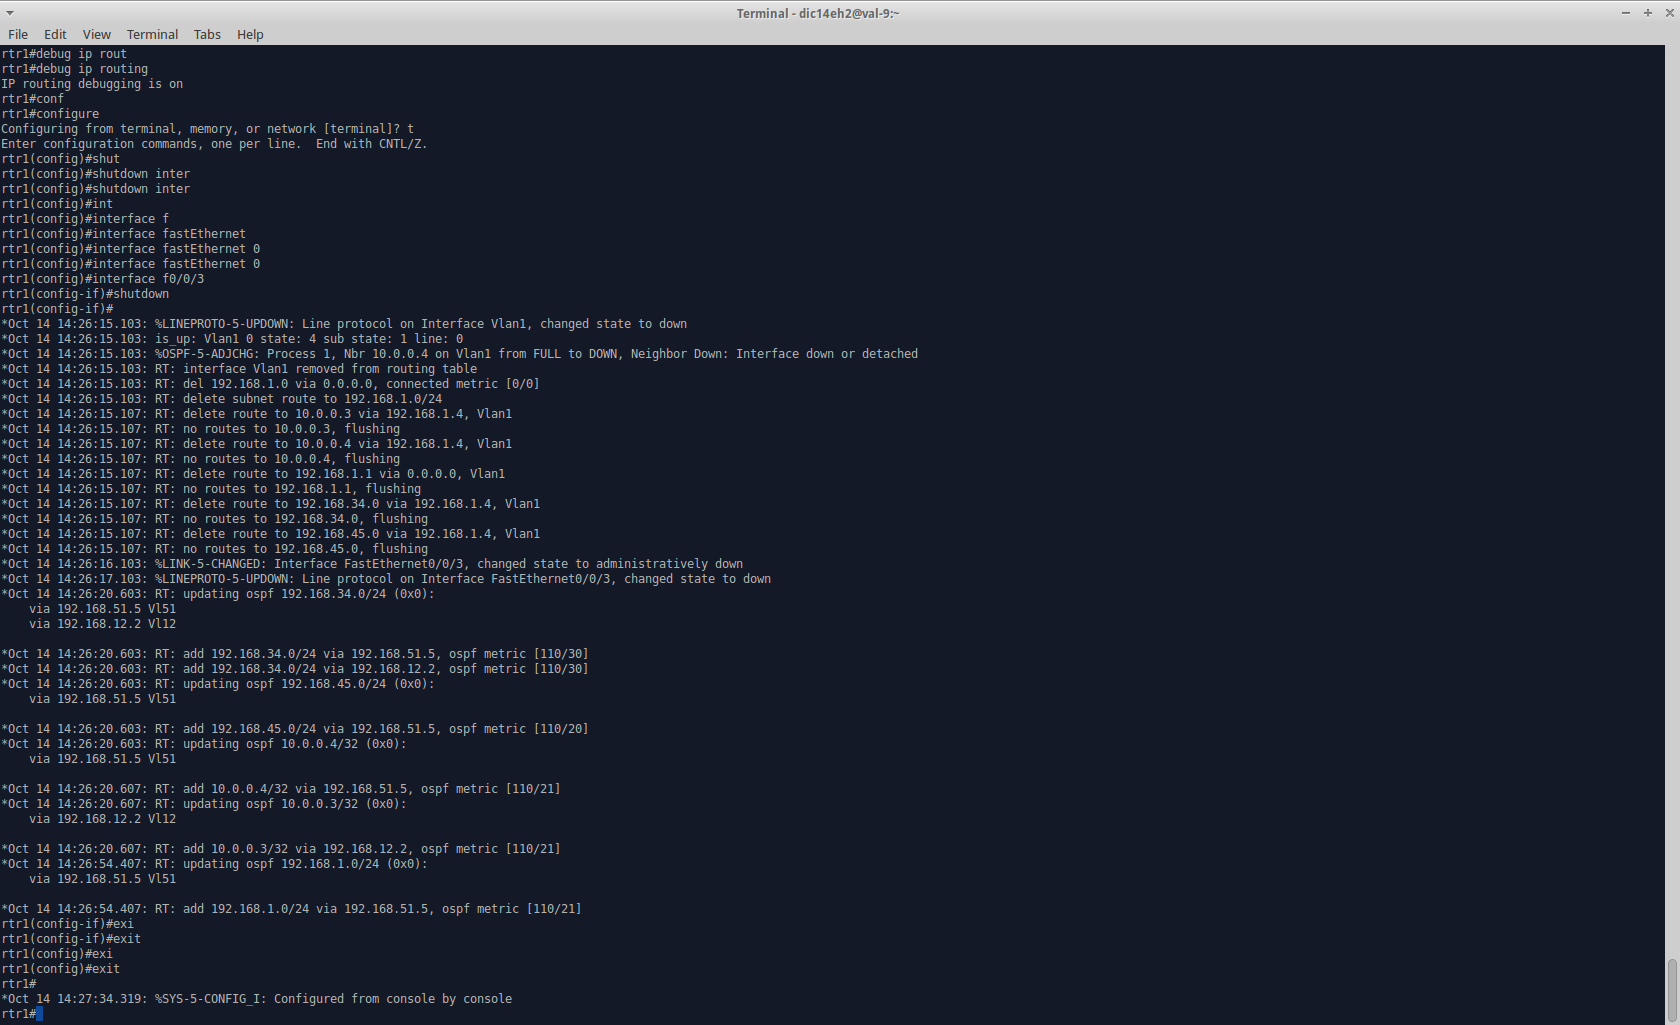 Terminal - dic14eh2@val-9:~
File Edit View Terminal Tabs Help
rtr1#debug ip rout
rtr1#debug ip routing
IP routing debugging is on
rtr1#conf
rtr1#configure
Configuring from terminal, memory, or network [terminal]? t
Enter configuration commands, one per line.  End with CNTL/Z.
rtr1(config)#shut
rtr1(config)#shutdown inter
rtr1(config)#shutdown inter
rtr1(config)#int
rtr1(config)#interface f
rtr1(config)#interface fastEthernet
rtr1(config)#interface fastEthernet 0
rtr1(config)#interface fastEthernet 0
rtr1(config)#interface f0/0/3
rtr1(config-if)#shutdown
rtr1(config-if)#
*Oct 14 14:26:15.103: %LINEPROTO-5-UPDOWN: Line protocol on Interface Vlan1, changed state to down
*Oct 14 14:26:15.103: is_up: Vlan1 0 state: 4 sub state: 1 line: 0
*Oct 14 14:26:15.103: %OSPF-5-ADJCHG: Process 1, Nbr 10.0.0.4 on Vlan1 from FULL to DOWN, Neighbor Down: Interface down or detached
*Oct 14 14:26:15.103: RT: interface Vlan1 removed from routing table
*Oct 14 14:26:15.103: RT: del 192.168.1.0 via 0.0.0.0, connected metric [0/0]
*Oct 14 14:26:15.103: RT: delete subnet route to 192.168.1.0/24
*Oct 14 14:26:15.107: RT: delete route to 10.0.0.3 via 192.168.1.4, Vlan1
*Oct 14 14:26:15.107: RT: no routes to 10.0.0.3, flushing
*Oct 14 14:26:15.107: RT: delete route to 10.0.0.4 via 192.168.1.4, Vlan1
*Oct 14 14:26:15.107: RT: no routes to 10.0.0.4, flushing
*Oct 14 14:26:15.107: RT: delete route to 192.168.1.1 via 0.0.0.0, Vlan1
*Oct 14 14:26:15.107: RT: no routes to 192.168.1.1, flushing
*Oct 14 14:26:15.107: RT: delete route to 192.168.34.0 via 192.168.1.4, Vlan1
*Oct 14 14:26:15.107: RT: no routes to 192.168.34.0, flushing
*Oct 14 14:26:15.107: RT: delete route to 192.168.45.0 via 192.168.1.4, Vlan1
*Oct 14 14:26:15.107: RT: no routes to 192.168.45.0, flushing
*Oct 14 14:26:16.103: %LINK-5-CHANGED: Interface FastEthernet0/0/3, changed state to administratively down
*Oct 14 14:26:17.103: %LINEPROTO-5-UPDOWN: Line protocol on Interface FastEthernet0/0/3, changed state to down
*Oct 14 14:26:20.603: RT: updating ospf 192.168.34.0/24 (0x0):
    via 192.168.51.5 Vl51
    via 192.168.12.2 Vl12
*Oct 14 14:26:20.603: RT: add 192.168.34.0/24 via 192.168.51.5, ospf metric [110/30]
*Oct 14 14:26:20.603: RT: add 192.168.34.0/24 via 192.168.12.2, ospf metric [110/30]
*Oct 14 14:26:20.603: RT: updating ospf 192.168.45.0/24 (0x0):
    via 192.168.51.5 Vl51
*Oct 14 14:26:20.603: RT: add 192.168.45.0/24 via 192.168.51.5, ospf metric [110/20]
*Oct 14 14:26:20.603: RT: updating ospf 10.0.0.4/32 (0x0):
    via 192.168.51.5 Vl51
*Oct 14 14:26:20.607: RT: add 10.0.0.4/32 via 192.168.51.5, ospf metric [110/21]
*Oct 14 14:26:20.607: RT: updating ospf 10.0.0.3/32 (0x0):
    via 192.168.12.2 Vl12
*Oct 14 14:26:20.607: RT: add 10.0.0.3/32 via 192.168.12.2, ospf metric [110/21]
*Oct 14 14:26:54.407: RT: updating ospf 192.168.1.0/24 (0x0):
    via 192.168.51.5 Vl51
*Oct 14 14:26:54.407: RT: add 192.168.1.0/24 via 192.168.51.5, ospf metric [110/21]
rtr1(config-if)#exi
rtr1(config-if)#exit
rtr1(config)#exi
rtr1(config)#exit
rtr1#
*Oct 14 14:27:34.319: %SYS-5-CONFIG_I: Configured from console by console
rtr1#